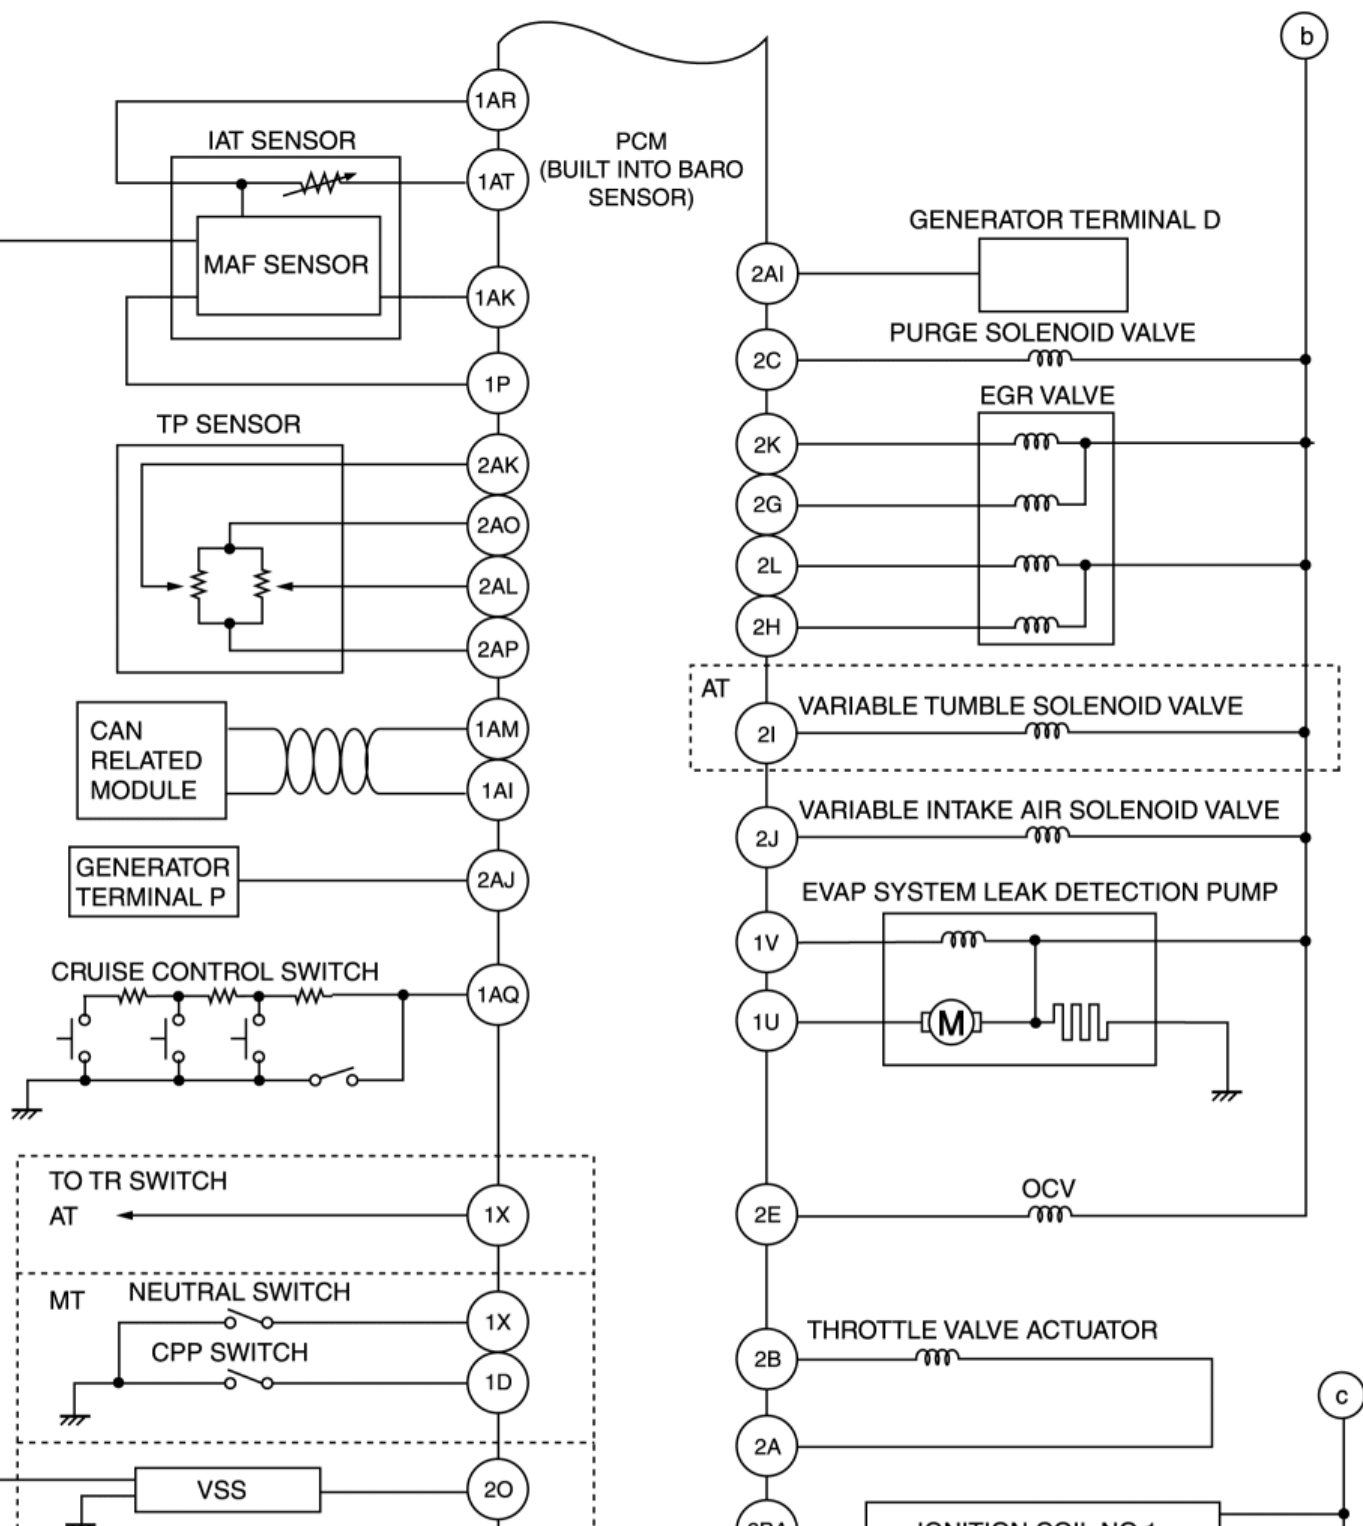 b
1AR
IAT SENSOR
PCM
(BUILT INTO BARO
SENSOR)
1AT
GENERATOR TERMINAL D
MAF SENSOR
2AI
1AK
PURGE SOLENOID VALVE
2C
1P
EGR VALVE
TP SENSOR
2K
2AK
2G
2AO
2L
2AL
2H
2AP
AT
VARIABLE TUMBLE SOLENOID VALVE
2I
CAN
RELATED
MODULE
1AM
1AI
VARIABLE INTAKE AIR SOLENOID VALVE
2J
GENERATOR
TERMINAL P
2AJ
EVAP SYSTEM LEAK DETECTION PUMP
1V
CRUISE CONTROL SWITCH
1AQ
1U
M
TO TR SWITCH
AT
1X
OCV
2E
MT
NEUTRAL SWITCH
1X
CPP SWITCH
1D
THROTTLE VALVE ACTUATOR
2B
c
2A
VSS
2O
IGNITION COIL NO.1